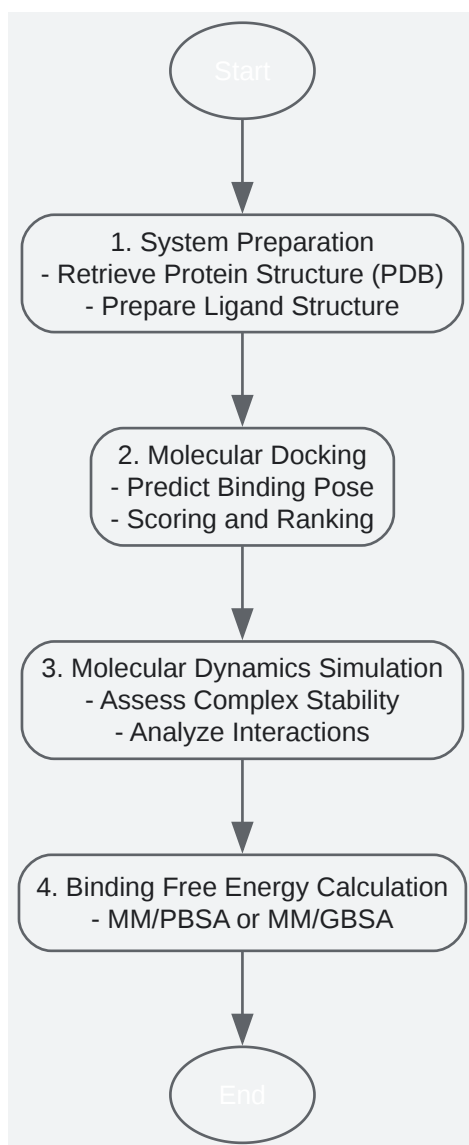 Start
1. System Preparation
- Retrieve Protein Structure (PDB)
- Prepare Ligand Structure
2. Molecular Docking
- Predict Binding Pose
- Scoring and Ranking
3. Molecular Dynamics Simulation
- Assess Complex Stability
- Analyze Interactions
4. Binding Free Energy Calculation
- MM/PBSA or MM/GBSA
End